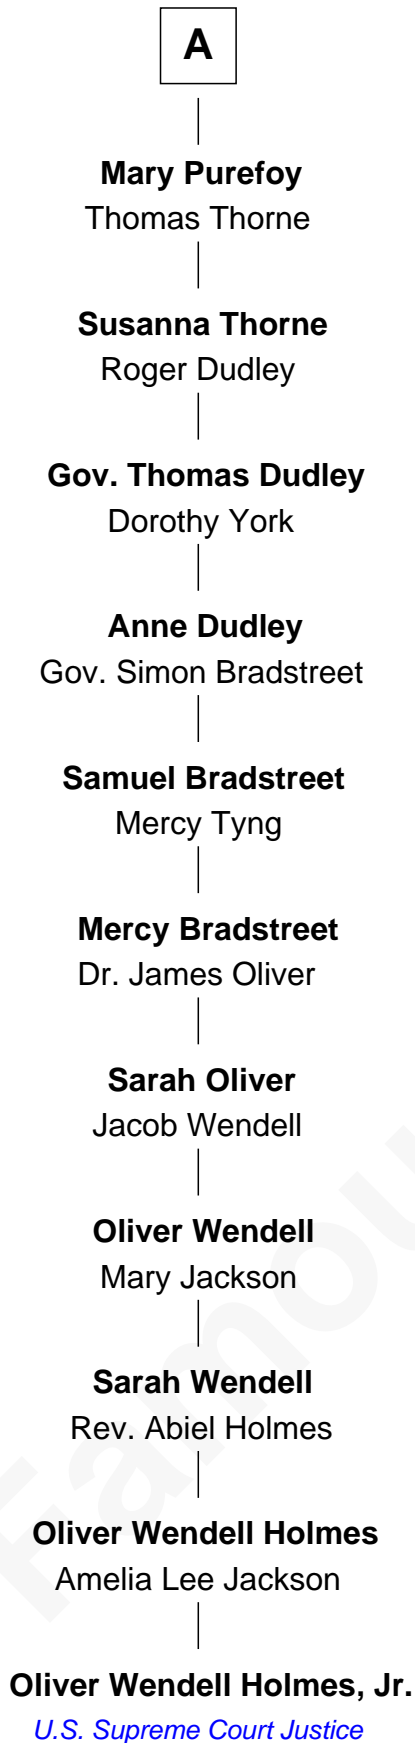 A
Mary Purefoy
Thomas Thorne
Susanna Thorne
Roger Dudley
Gov. Thomas Dudley
Dorothy York
Anne Dudley
Gov. Simon Bradstreet
Samuel Bradstreet
Mercy Tyng
Mercy Bradstreet
Dr. James Oliver
Sarah Oliver
Jacob Wendell
Oliver Wendell
Mary Jackson
Sarah Wendell
Rev. Abiel Holmes
Oliver Wendell Holmes
Amelia Lee Jackson
Oliver Wendell Holmes, Jr.
U.S. Supreme Court Justice